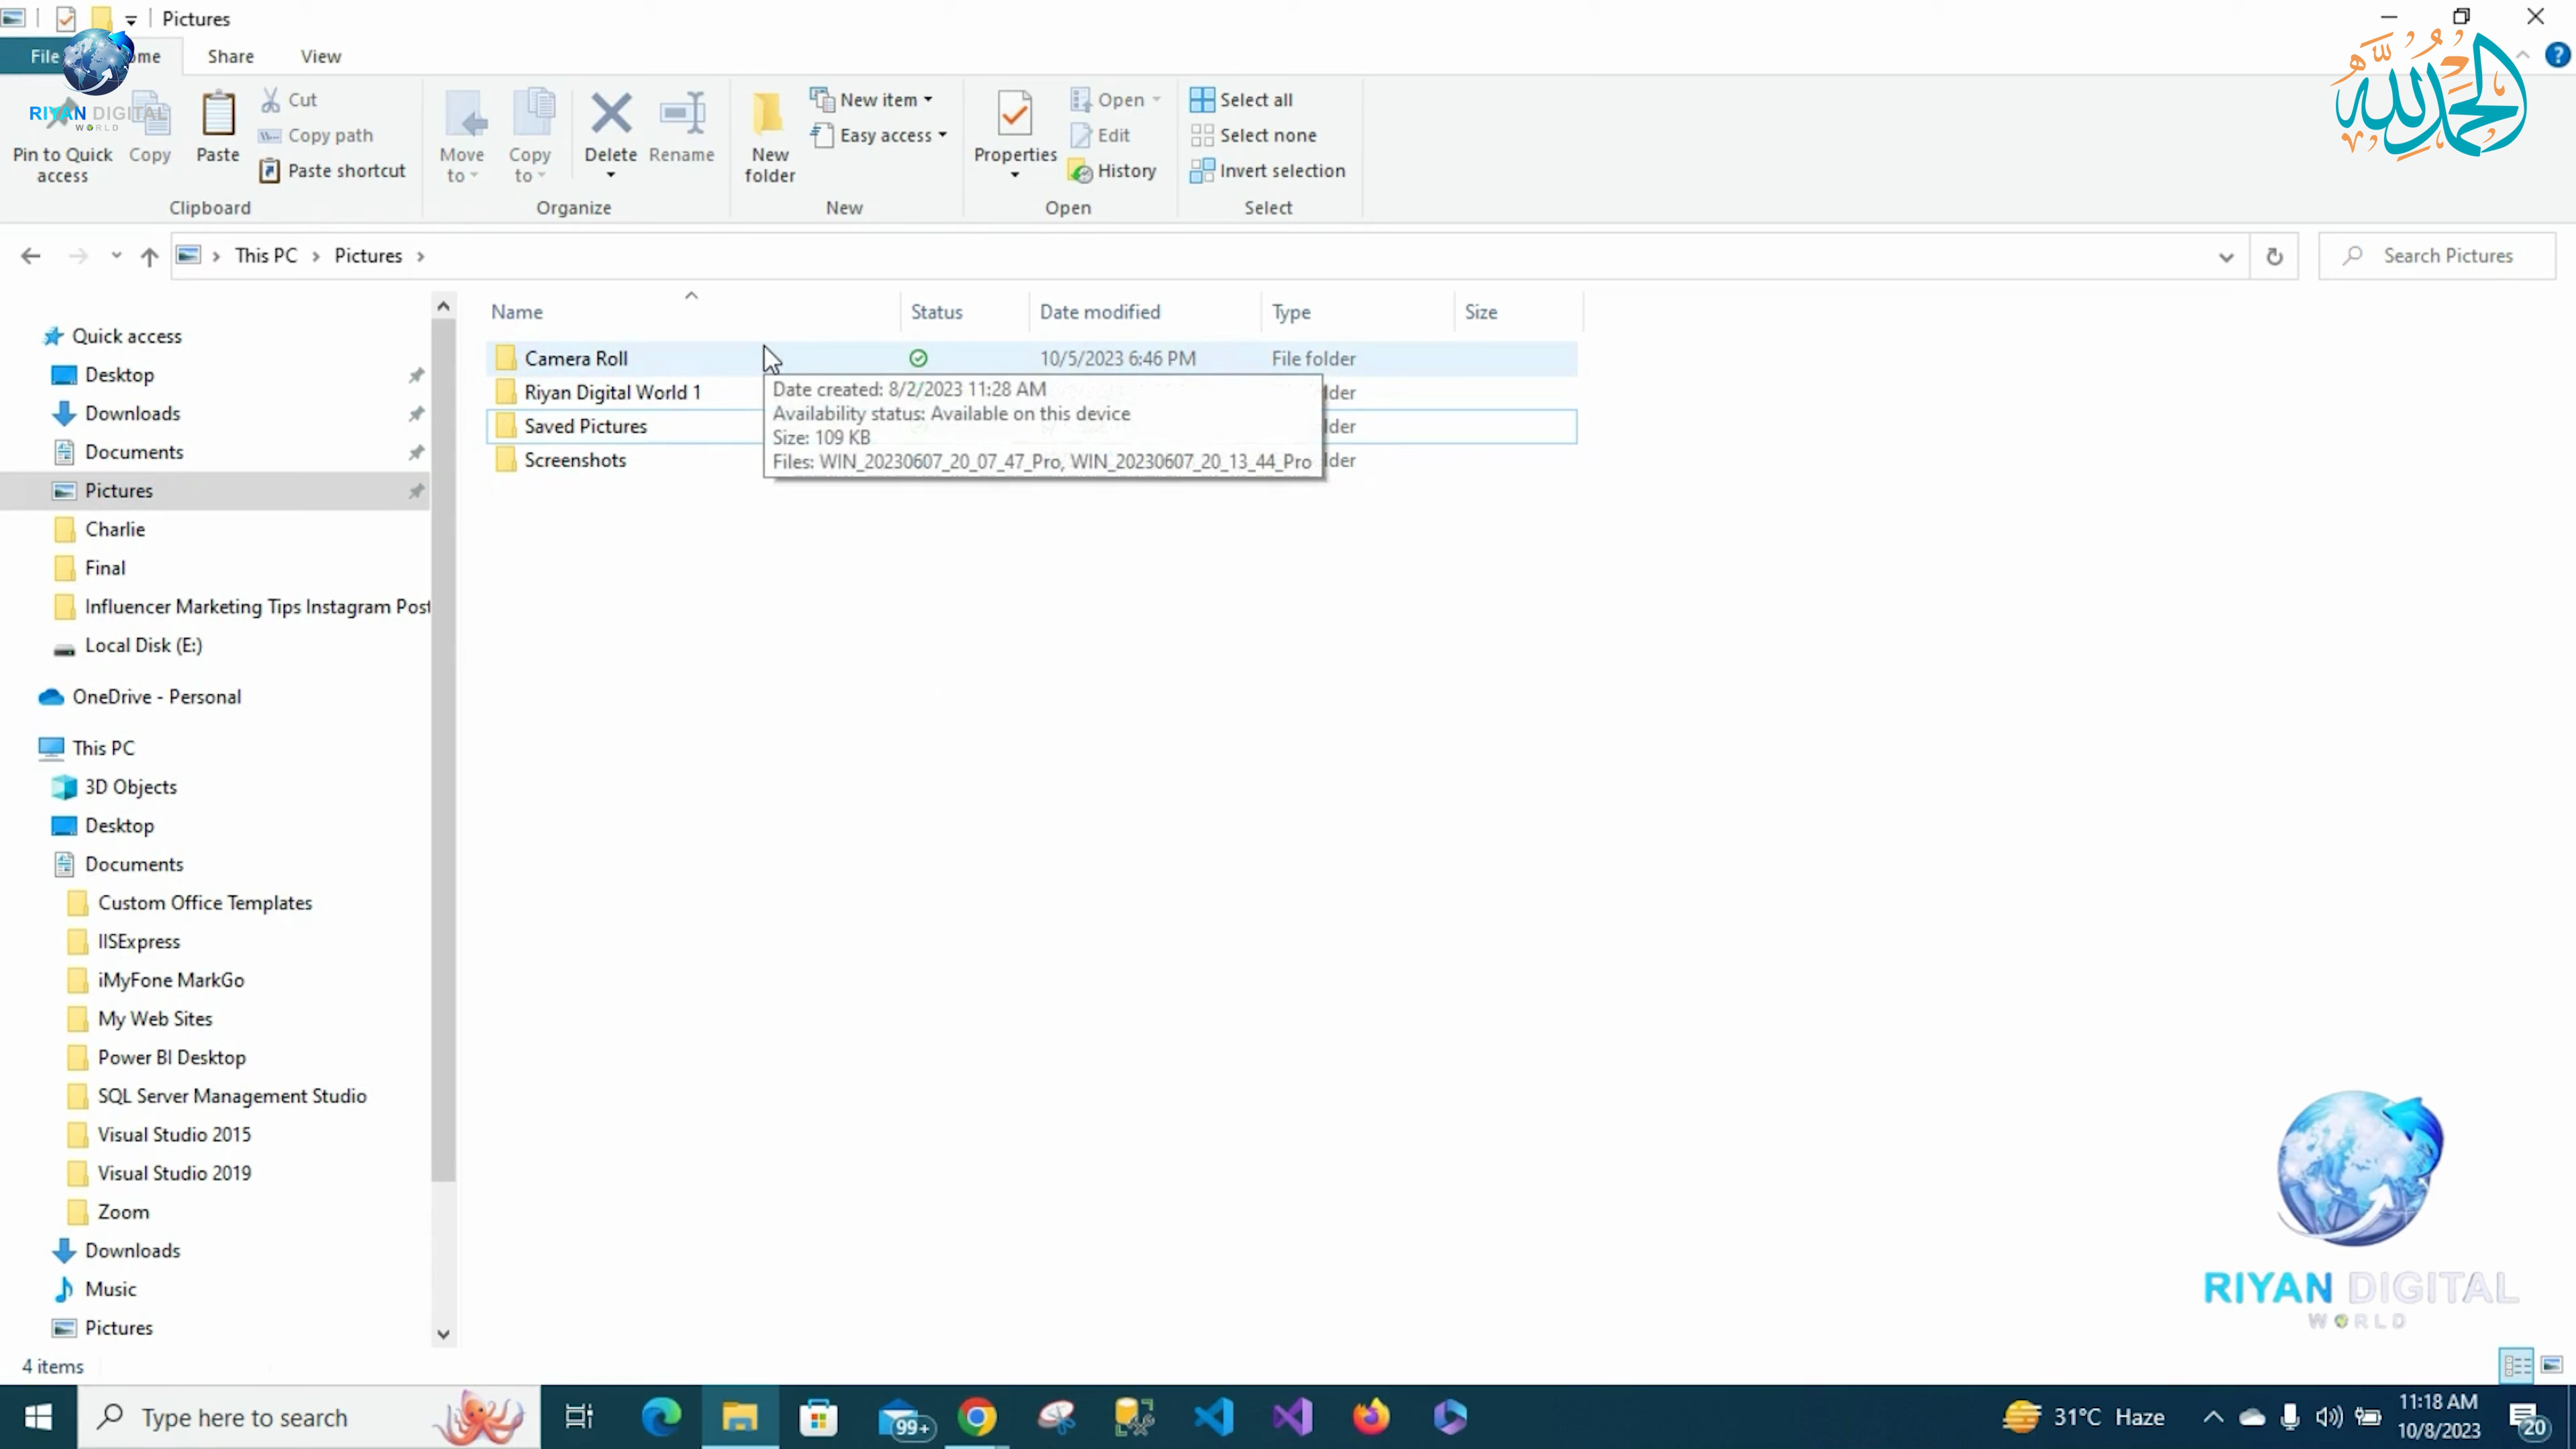 Pictures
File
ome
Share
View
RIYAN DIGITAL
WORLD
الحمد لله
Pin to Quick access
Copy
Paste
Cut
Copy path
Paste shortcut
Move to
Copy to
Delete
Rename
New folder
New item
Easy access
Properties
Open
Edit
History
Select all
Select none
Invert selection
Clipboard
Organize
New
Open
Select
This PC
Pictures
Search Pictures
Name
Status
Date modified
Type
Size
Camera Roll 10/5/2023 6:46 PM File folder
Riyan Digital World 1 lder
Saved Pictures lder
Screenshots lder
Date created: 8/2/2023 11:28 AM
Availability status: Available on this device
Size: 109 KB
Files: WIN_20230607_20_07_47_Pro, WIN_20230607_20_13_44_Pro
Quick access
Desktop
Downloads
Documents
Pictures
Charlie
Final
Influencer Marketing Tips Instagram Post
Local Disk (E:)
OneDrive - Personal
This PC
3D Objects
Desktop
Documents
Custom Office Templates
IISExpress
iMyFone MarkGo
My Web Sites
Power BI Desktop
SQL Server Management Studio
Visual Studio 2015
Visual Studio 2019
Zoom
Downloads
Music
Pictures
4 items
RIYAN DIGITAL
WORLD
Type here to search
99+
31°C Haze
11:18 AM
10/8/2023
20